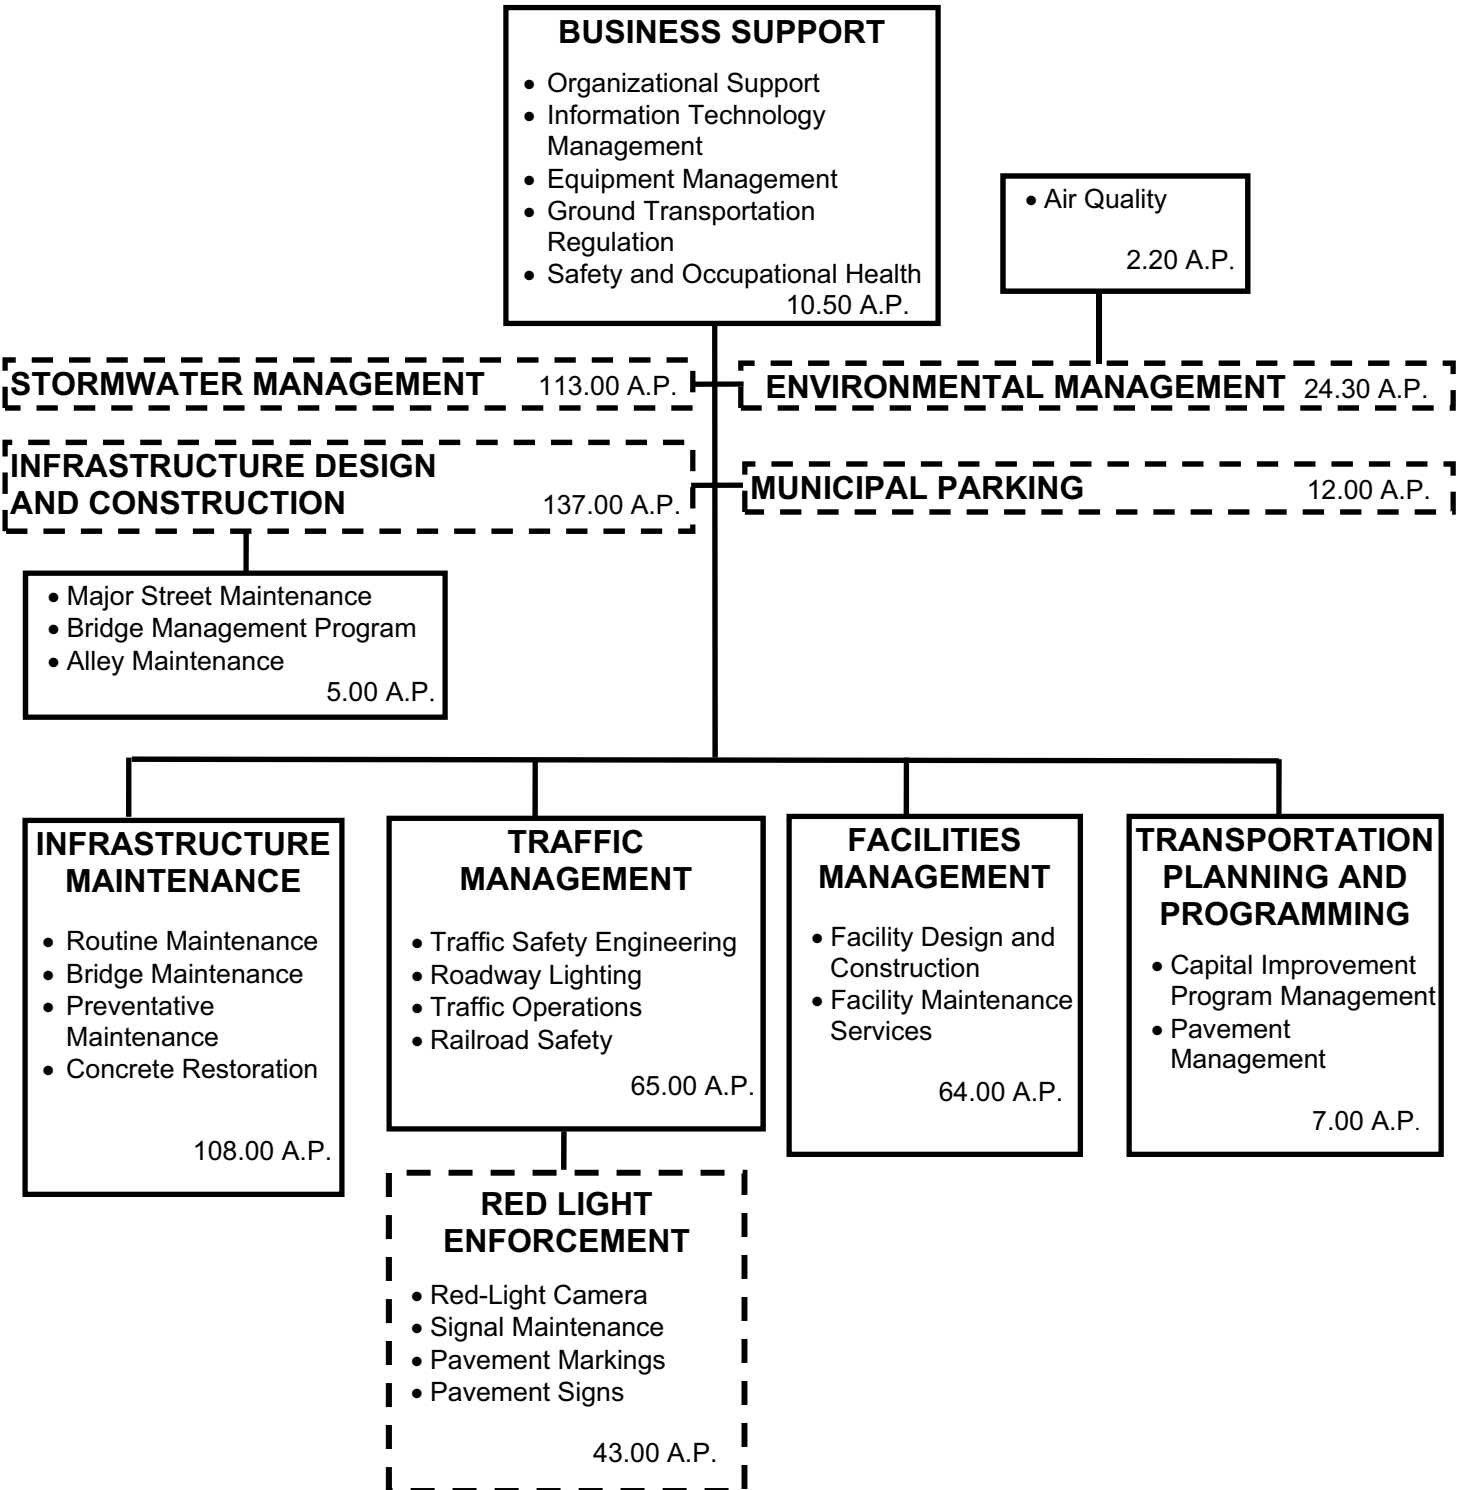 BUSINESS SUPPORT
• Organizational Support
• Information Technology
Management
• Equipment Management
• Ground Transportation
Regulation
• Safety and Occupational Health
10.50 A.P.
• Air Quality
2.20 A.P.
STORMWATER MANAGEMENT 113.00 A.P.
ENVIRONMENTAL MANAGEMENT 24.30 A.P.
INFRASTRUCTURE DESIGN
AND CONSTRUCTION 137.00 A.P.
MUNICIPAL PARKING 12.00 A.P.
• Major Street Maintenance
• Bridge Management Program
• Alley Maintenance
5.00 A.P.
INFRASTRUCTURE
MAINTENANCE
• Routine Maintenance
• Bridge Maintenance
• Preventative
Maintenance
• Concrete Restoration
108.00 A.P.
TRAFFIC
MANAGEMENT
• Traffic Safety Engineering
• Roadway Lighting
• Traffic Operations
• Railroad Safety
65.00 A.P.
FACILITIES
MANAGEMENT
• Facility Design and
Construction
• Facility Maintenance
Services
64.00 A.P.
TRANSPORTATION
PLANNING AND
PROGRAMMING
• Capital Improvement
Program Management
• Pavement
Management
7.00 A.P.
RED LIGHT
ENFORCEMENT
• Red-Light Camera
• Signal Maintenance
• Pavement Markings
• Pavement Signs
43.00 A.P.